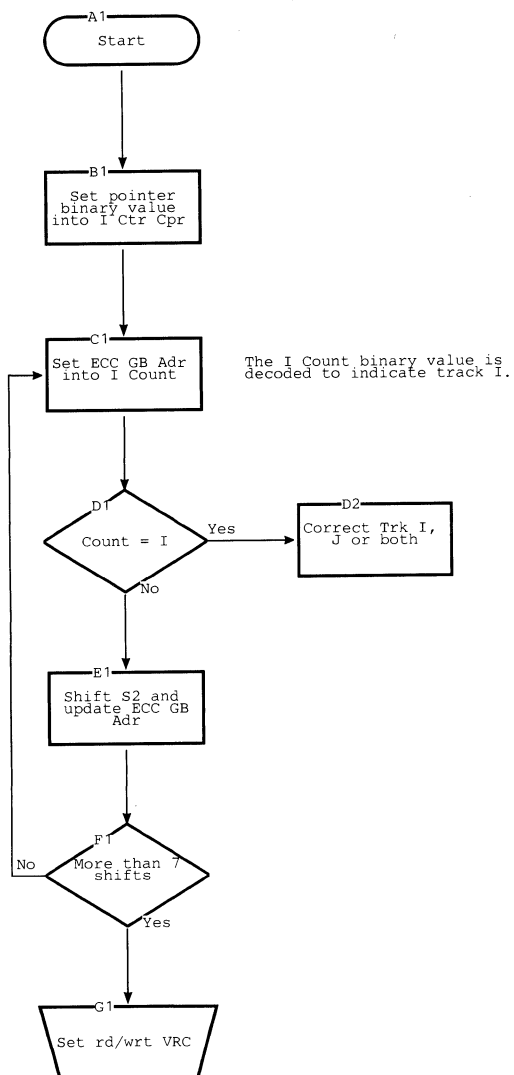 A1
Start
B1
Set pointer
binary value
into I Ctr Cpr
C1
Set ECC GB Adr
into I Count
The I Count binary value is
decoded to indicate track I.
D1
Count = I
Yes
No
D2
Correct Trk I,
J or both
E1
Shift S2 and
update ECC GB
Adr
F1
More than 7
shifts
No
Yes
G1
Set rd/wrt VRC